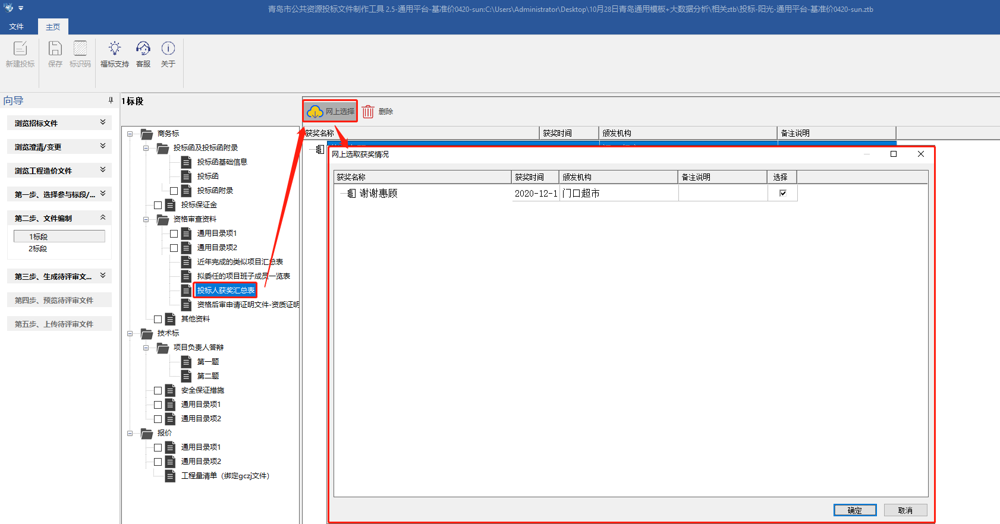 青岛市公共资源投标文件制作工具 2.5-通用平台-基准价0420-sun:C:\Users\Administrator\Desktop\10月28日青岛通用模板+大数据分析\相关ztb\投标-阳光-通用平台-基准价0420-sun.ztb
文件
主页
新建投标
保存
标识码
福标支持
客服
关于
向导
浏览招标文件
浏览澄清/变更
浏览工程造价文件
第一步、选择参与标段/...
第二步、文件编制
1标段
2标段
第三步、生成待评审文...
第四步、预览待评审文件
第五步、上传待评审文件
1标段
商务标
投标函及投标函附录
投标函基础信息
投标函
投标函附录
投标保证金
资格审查资料
通用目录项1
通用目录项2
近年完成的类似项目汇总表
拟委任的项目班子成员一览表
投标人获奖汇总表
资格后审申请证明文件-资质证明
其他资料
技术标
项目负责人答辩
第一题
第二题
安全保证措施
通用目录项1
通用目录项2
报价
通用目录项1
通用目录项2
工程量清单（绑定gczj文件）
网上选择
删除
获奖名称
获奖时间
颁发机构
备注说明
网上选取获奖情况
获奖名称
获奖时间
颁发机构
备注说明
选择
谢谢惠顾
2020-12-1
门口超市
确定
取消